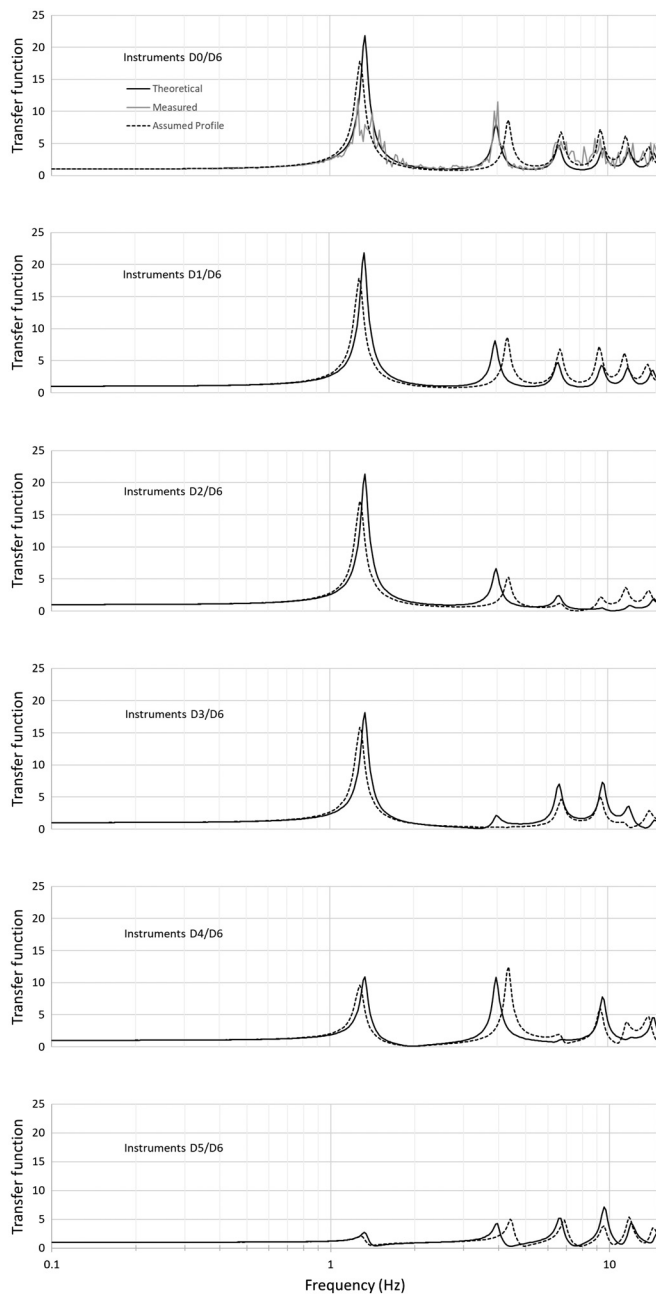 25
20
15
10
5
0
Transfer function
Instruments D0/D6
Theoretical
Measured
Assumed Profile
25
20
15
10
5
0
Transfer function
Instruments D1/D6
25
20
15
10
5
0
Transfer function
Instruments D2/D6
25
20
15
10
5
0
Transfer function
Instruments D3/D6
25
20
15
10
5
0
Transfer function
Instruments D4/D6
25
20
15
10
5
0
Transfer function
Instruments D5/D6
0.1 1 10
Frequency (Hz)